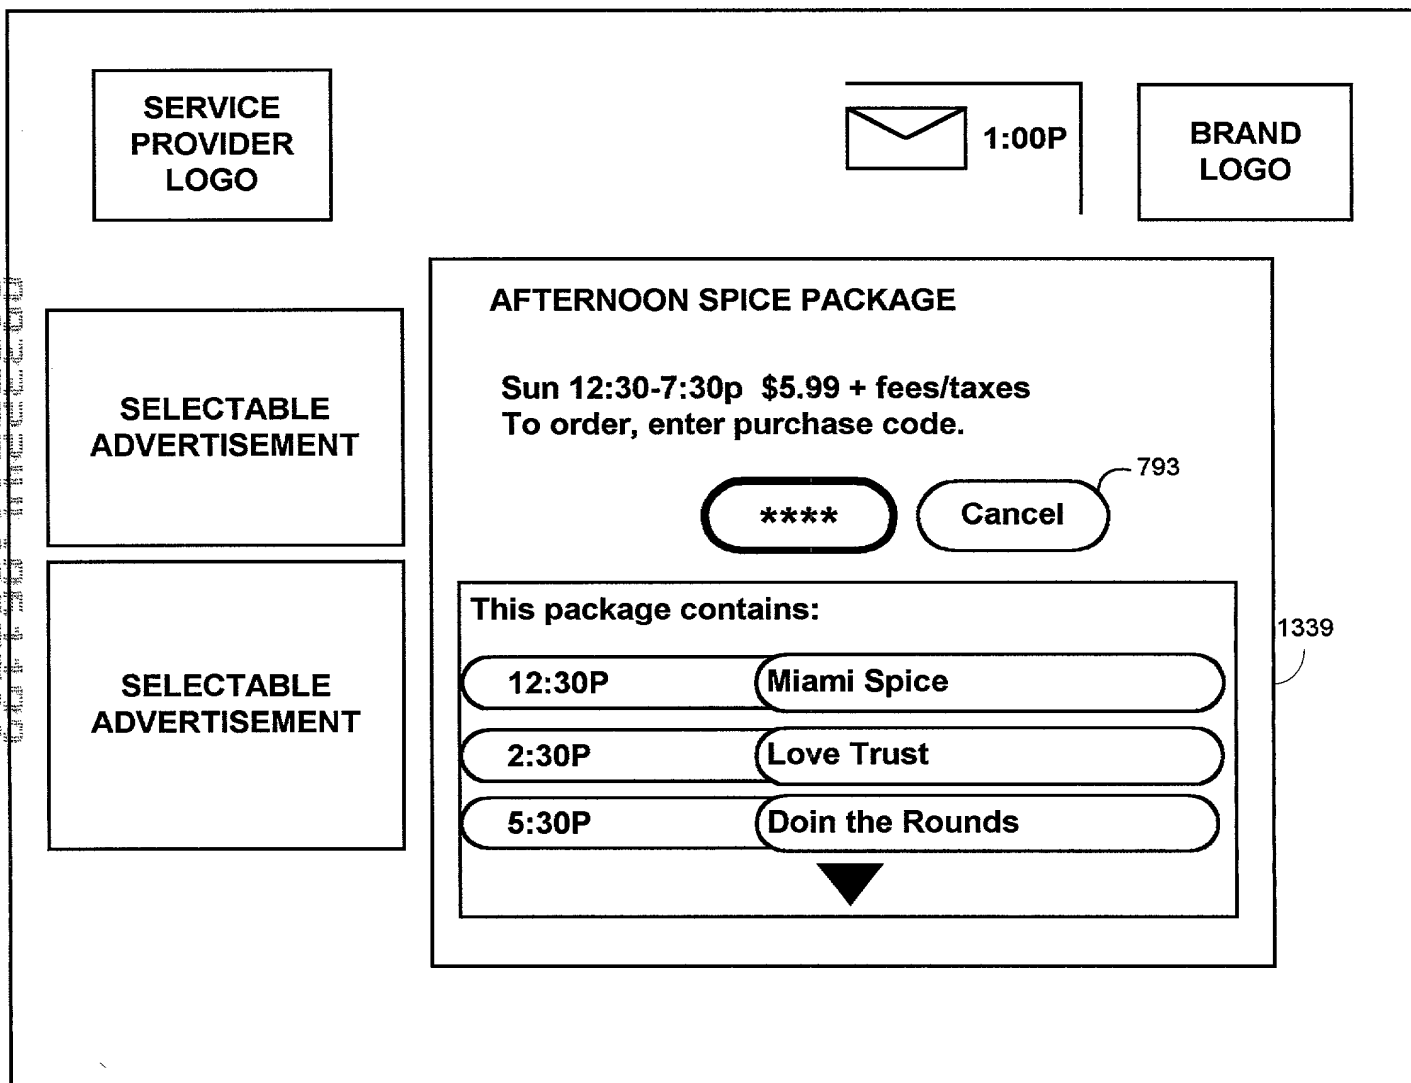 SERVICE
PROVIDER
LOGO
1:00P
BRAND
LOGO
AFTERNOON SPICE PACKAGE
Sun 12:30-7:30p $5.99 + fees/taxes
To order, enter purchase code.
793
****
Cancel
SELECTABLE
ADVERTISEMENT
SELECTABLE
ADVERTISEMENT
This package contains:
1339
12:30P Miami Spice
2:30P Love Trust
5:30P Doin the Rounds